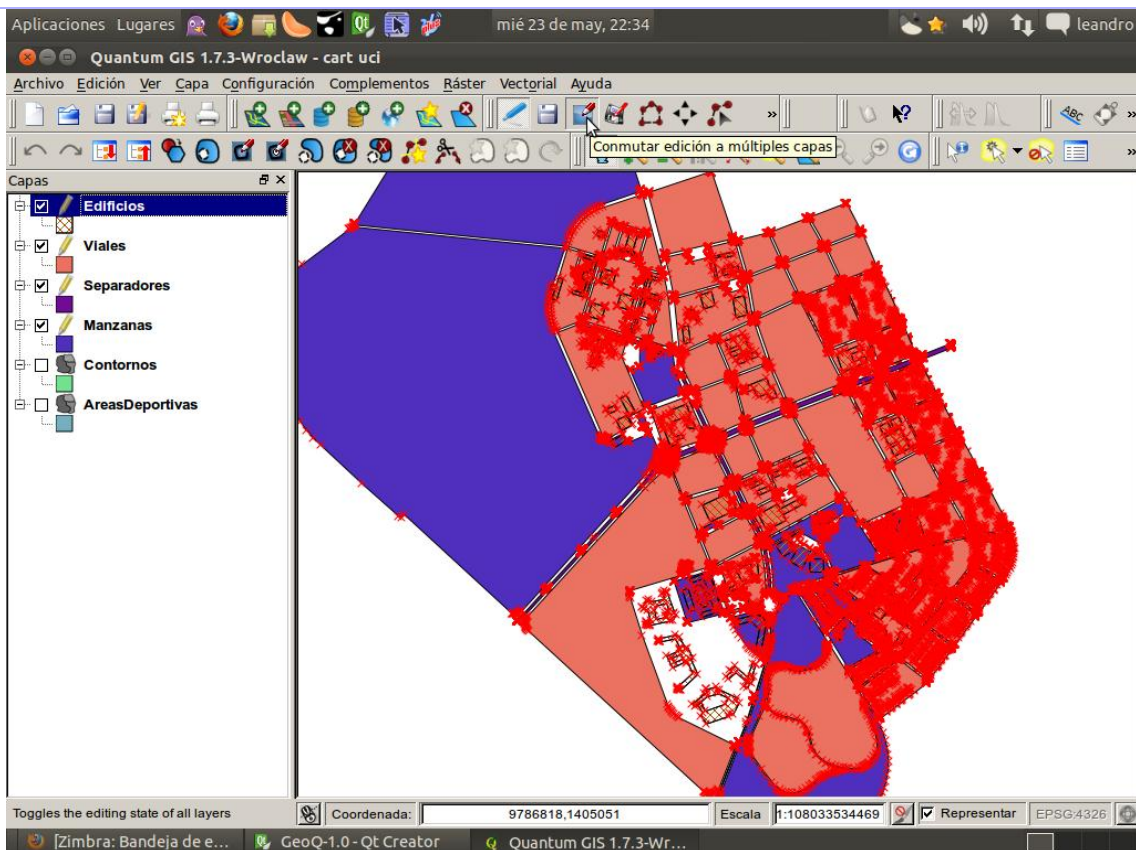 Aplicaciones Lugares mié 23 de may, 22:34 leandro
Quantum GIS 1.7.3-Wroclaw - cart uci
Archivo Edición Ver Capa Configuración Complementos Ráster Vectorial Ayuda
» ABC »
Conmutar edición a múltiples capas
»
Capas
Edificios
Viales
Separadores
Manzanas
Contornos
AreasDeportivas
Toggles the editing state of all layers Coordenada: 9786818,1405051 Escala 1:108033534469 Representar EPSG:4326
[Zimbra: Bandeja de e... GeoQ-1.0 - Qt Creator Quantum GIS 1.7.3-Wr...